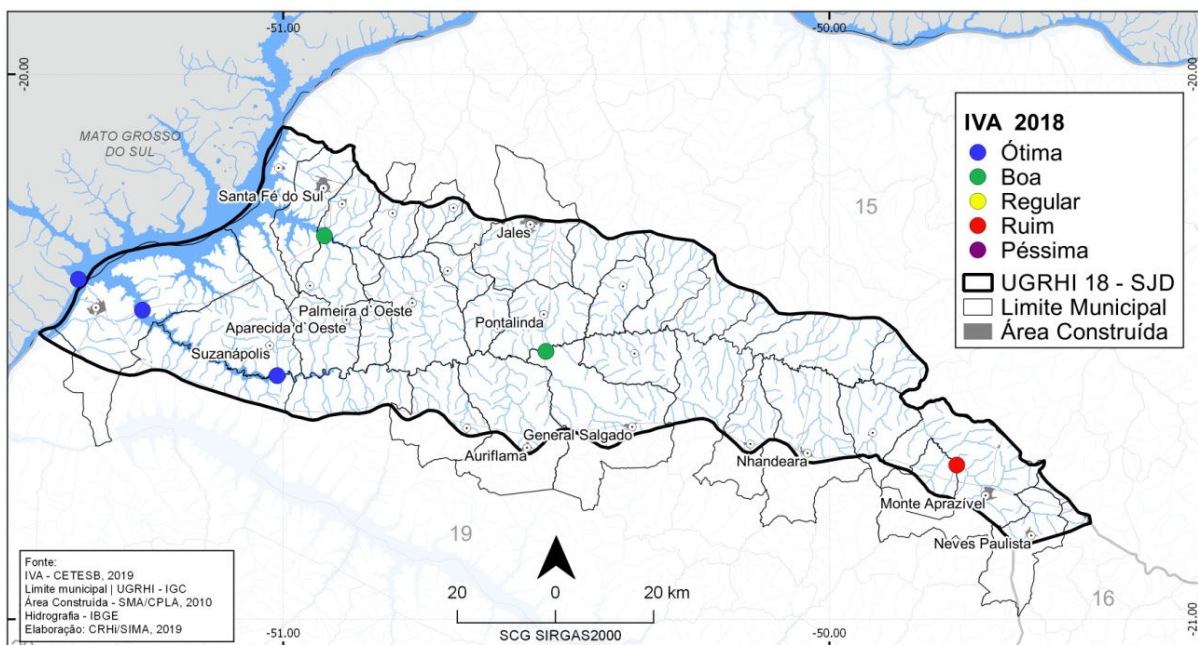 -51.00
-50.00
-20.00
-20.00
MATO GROSSO
DO SUL
IVA 2018
Ótima
Boa
Regular
Ruim
Péssima
UGRHI 18 - SJD
Limite Municipal
Área Construída
15
Santa Fé do Sul
Jales
Palmeira d´Oeste
Aparecida d´Oeste
Pontalinda
Suzanápolis
General Salgado
Auriflama
Nhandeara
Monte Aprazível
Neves Paulista
19
16
Fonte:
IVA - CETESB, 2019
Limite municipal | UGRHI - IGC
Área Construída - SMA/CPLA, 2010
Hidrografia - IBGE
Elaboração: CRHi/SIMA, 2019
20 0 20 km
SCG SIRGAS2000
-21.00
-51.00
-50.00